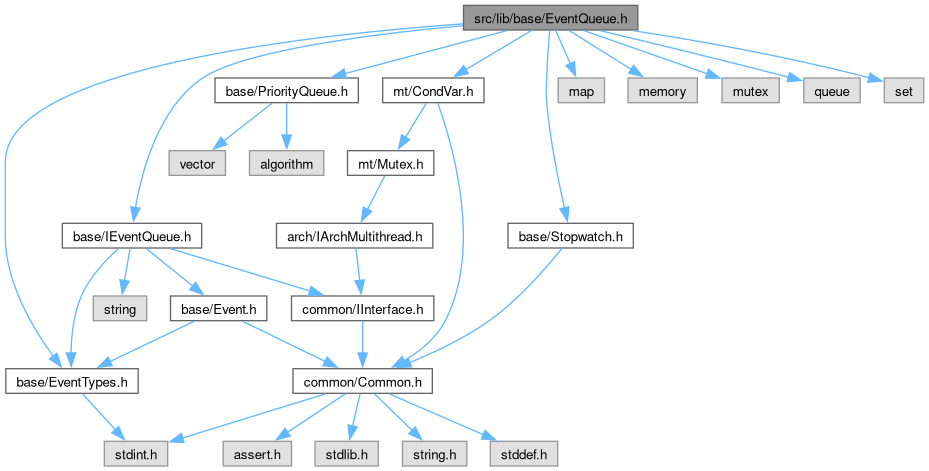 src/lib/base/EventQueue.h
base/PriorityQueue.h
mt/CondVar.h
map
memory
mutex
queue
set
vector
algorithm
mt/Mutex.h
base/IEventQueue.h
arch/IArchMultithread.h
base/Stopwatch.h
string
base/Event.h
common/IInterface.h
base/EventTypes.h
common/Common.h
stdint.h
assert.h
stdlib.h
string.h
stddef.h